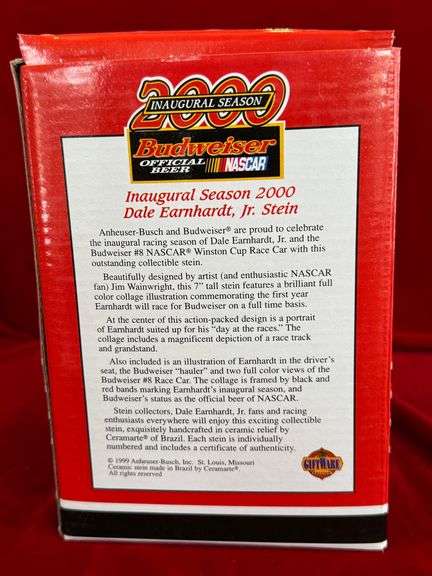 2000
INAUGURAL SEASON
Budweiser
OFFICIAL
BEER
NASCAR
Inaugural Season 2000
Dale Earnhardt, Jr. Stein
Anheuser-Busch and Budweiser® are proud to celebrate
the inaugural racing season of Dale Earnhardt, Jr. and the
Budweiser #8 NASCAR® Winston Cup Race Car with this
outstanding collectible stein.
Beautifully designed by artist (and enthusiastic NASCAR
fan) Jim Wainwright, this 7" tall stein features a brilliant full
color collage illustration commemorating the first year
Earnhardt will race for Budweiser on a full time basis.
At the center of this action-packed design is a portrait
of Earnhardt suited up for his "day at the races." The
collage includes a magnificent depiction of a race track
and grandstand.
Also included is an illustration of Earnhardt in the driver's
seat, the Budweiser "hauler" and two full color views of the
Budweiser #8 Race Car. The collage is framed by black and
red bands marking Earnhardt's inaugural season, and
Budweiser's status as the official beer of NASCAR.
Stein collectors, Dale Earnhardt, Jr. fans and racing
enthusiasts everywhere will enjoy this exciting collectible
stein, exquisitely handcrafted in ceramic relief by
Ceramarte® of Brazil. Each stein is individually
numbered and includes a certificate of authenticity.
© 1999 Anheuser-Busch, Inc. St. Louis, Missouri
Ceramic stein made in Brazil by Ceramarte®
All rights reserved
GIFTWARE